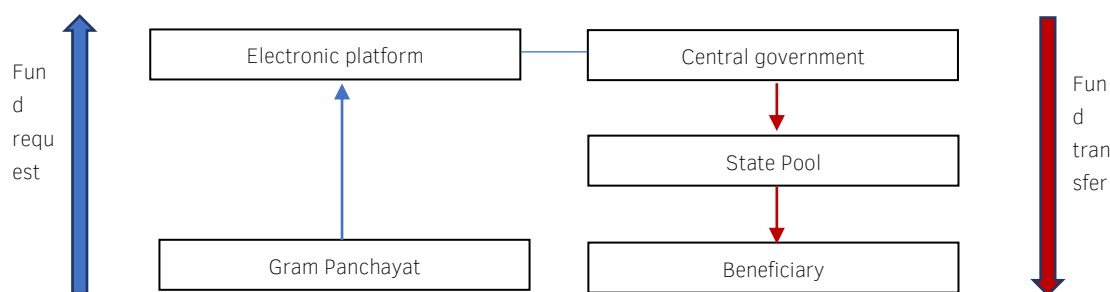 Electronic platform
Central government
Fun
d
requ
est
Fun
d
tran
sfer
State Pool
Gram Panchayat
Beneficiary